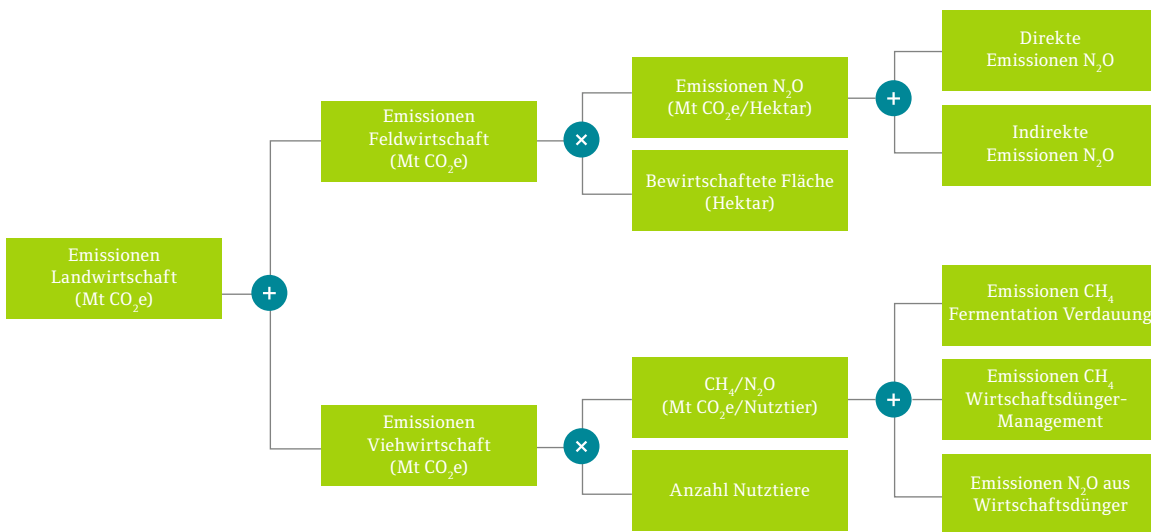 Emissionen
Landwirtschaft
(Mt CO₂e)
+
Emissionen
Feldwirtschaft
(Mt CO₂e)
×
Emissionen N₂O
(Mt CO₂e/Hektar)
+
Direkte
Emissionen N₂O
Indirekte
Emissionen N₂O
Bewirtschaftete Fläche
(Hektar)
Emissionen
Viehwirtschaft
(Mt CO₂e)
×
CH₄/N₂O
(Mt CO₂e/Nutztier)
+
Emissionen CH₄
Fermentation Verdauung
Emissionen CH₄
Wirtschaftsdünger-
Management
Emissionen N₂O aus
Wirtschaftsdünger
Anzahl Nutztiere